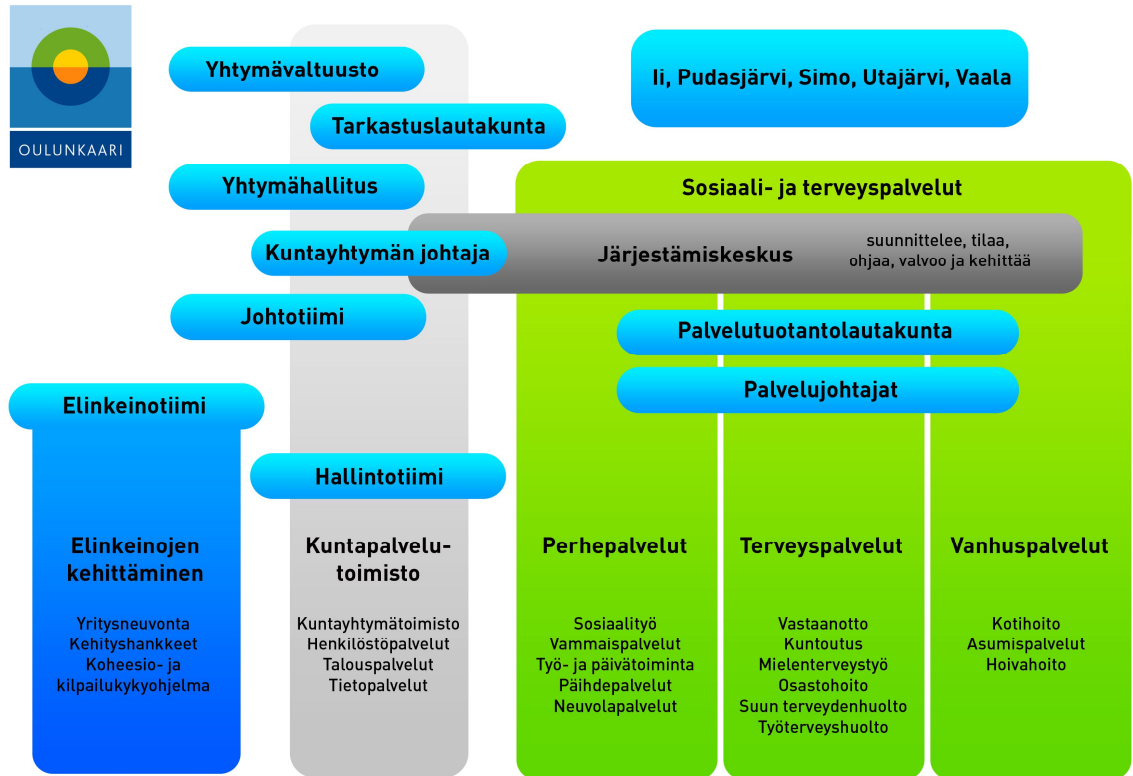 OULUNKAARI
Yhtymävaltuusto
Ii, Pudasjärvi, Simo, Utajärvi, Vaala
Tarkastuslautakunta
Yhtymähallitus
Sosiaali- ja terveyspalvelut
Kuntayhtymän johtaja
Järjestämiskeskus
suunnittelee, tilaa,
ohjaa, valvoo ja kehittää
Johtotiimi
Palvelutuotantolautakunta
Palvelujohtajat
Elinkeinotiimi
Hallintotiimi
Elinkeinojen
kehittäminen
Yritysneuvonta
Kehityshankkeet
Koheesio- ja
kilpailukykyohjelma
Kuntapalvelu-
toimisto
Kuntayhtymätoimisto
Henkilöstöpalvelut
Talouspalvelut
Tietopalvelut
Perhepalvelut
Sosiaalityö
Vammaispalvelut
Työ- ja päivätoiminta
Päihdepalvelut
Neuvolapalvelut
Terveyspalvelut
Vastaanotto
Kuntoutus
Mielenterveystyö
Osastohoito
Suun terveydenhuolto
Työterveyshuolto
Vanhuspalvelut
Kotihoito
Asumispalvelut
Hoivahoito